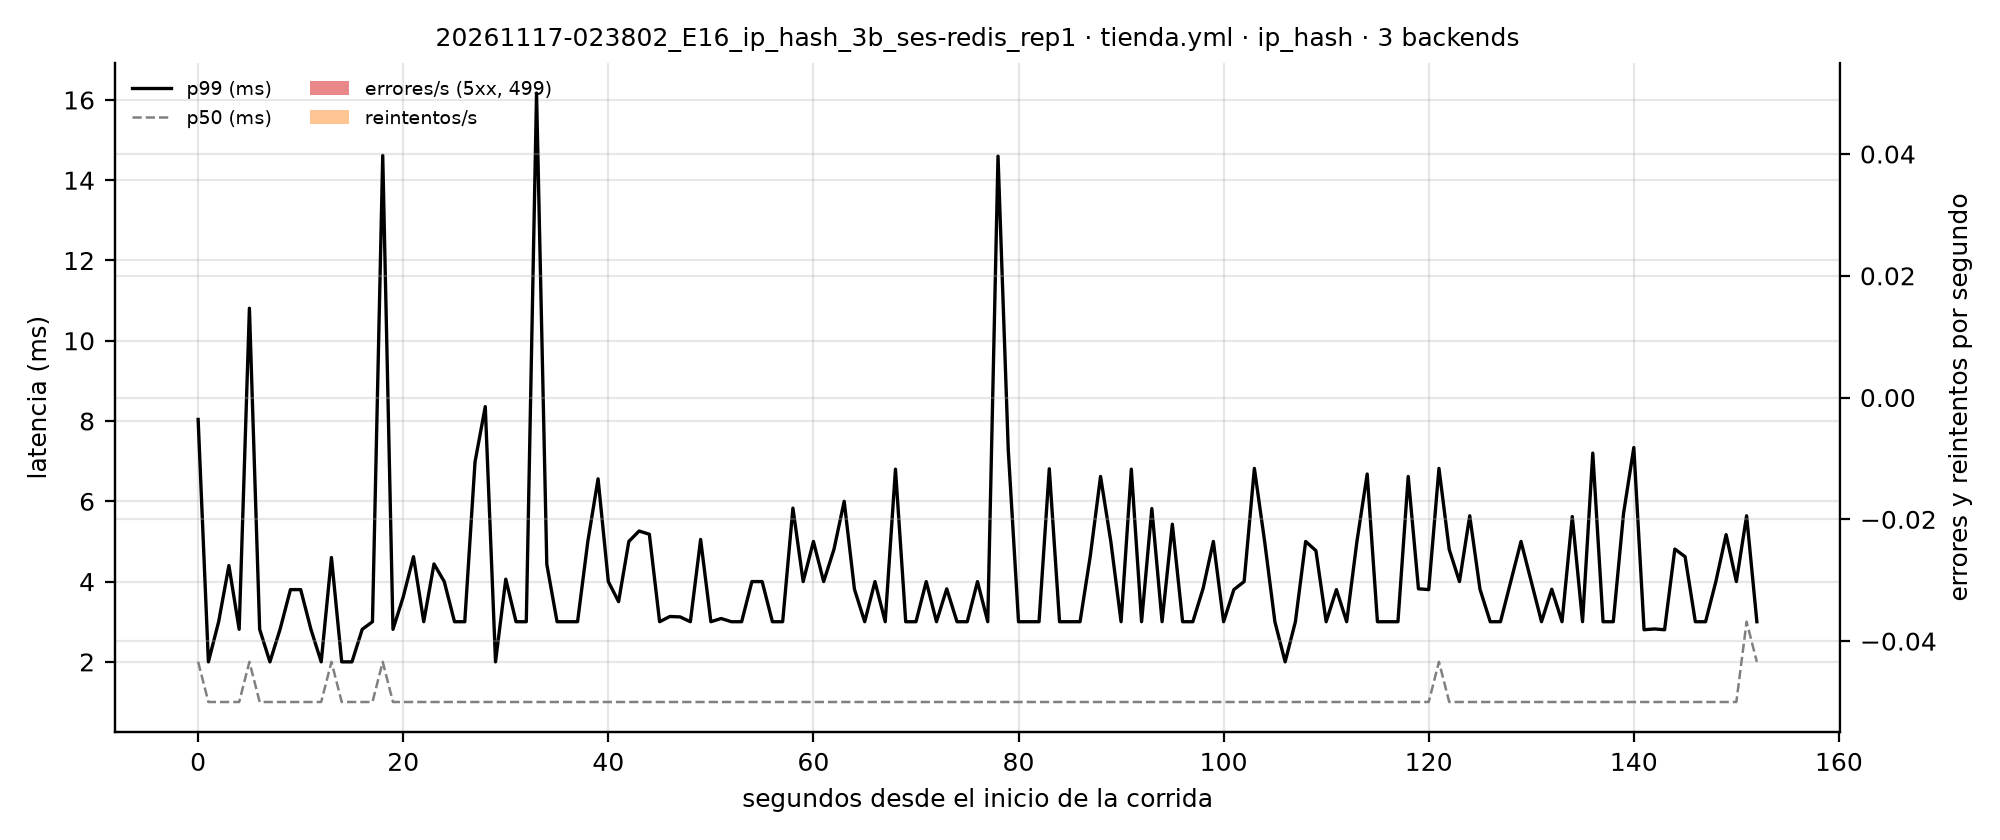 20261117-023802_E16_ip_hash_3b_ses-redis_rep1 · tienda.yml · ip_hash · 3 backends
p99 (ms)
p50 (ms)
errores/s (5xx, 499)
reintentos/s
latencia (ms)
16
14
12
10
8
6
4
2
0.04
0.02
0.00
−0.02
−0.04
errores y reintentos por segundo
0 20 40 60 80 100 120 140 160
segundos desde el inicio de la corrida